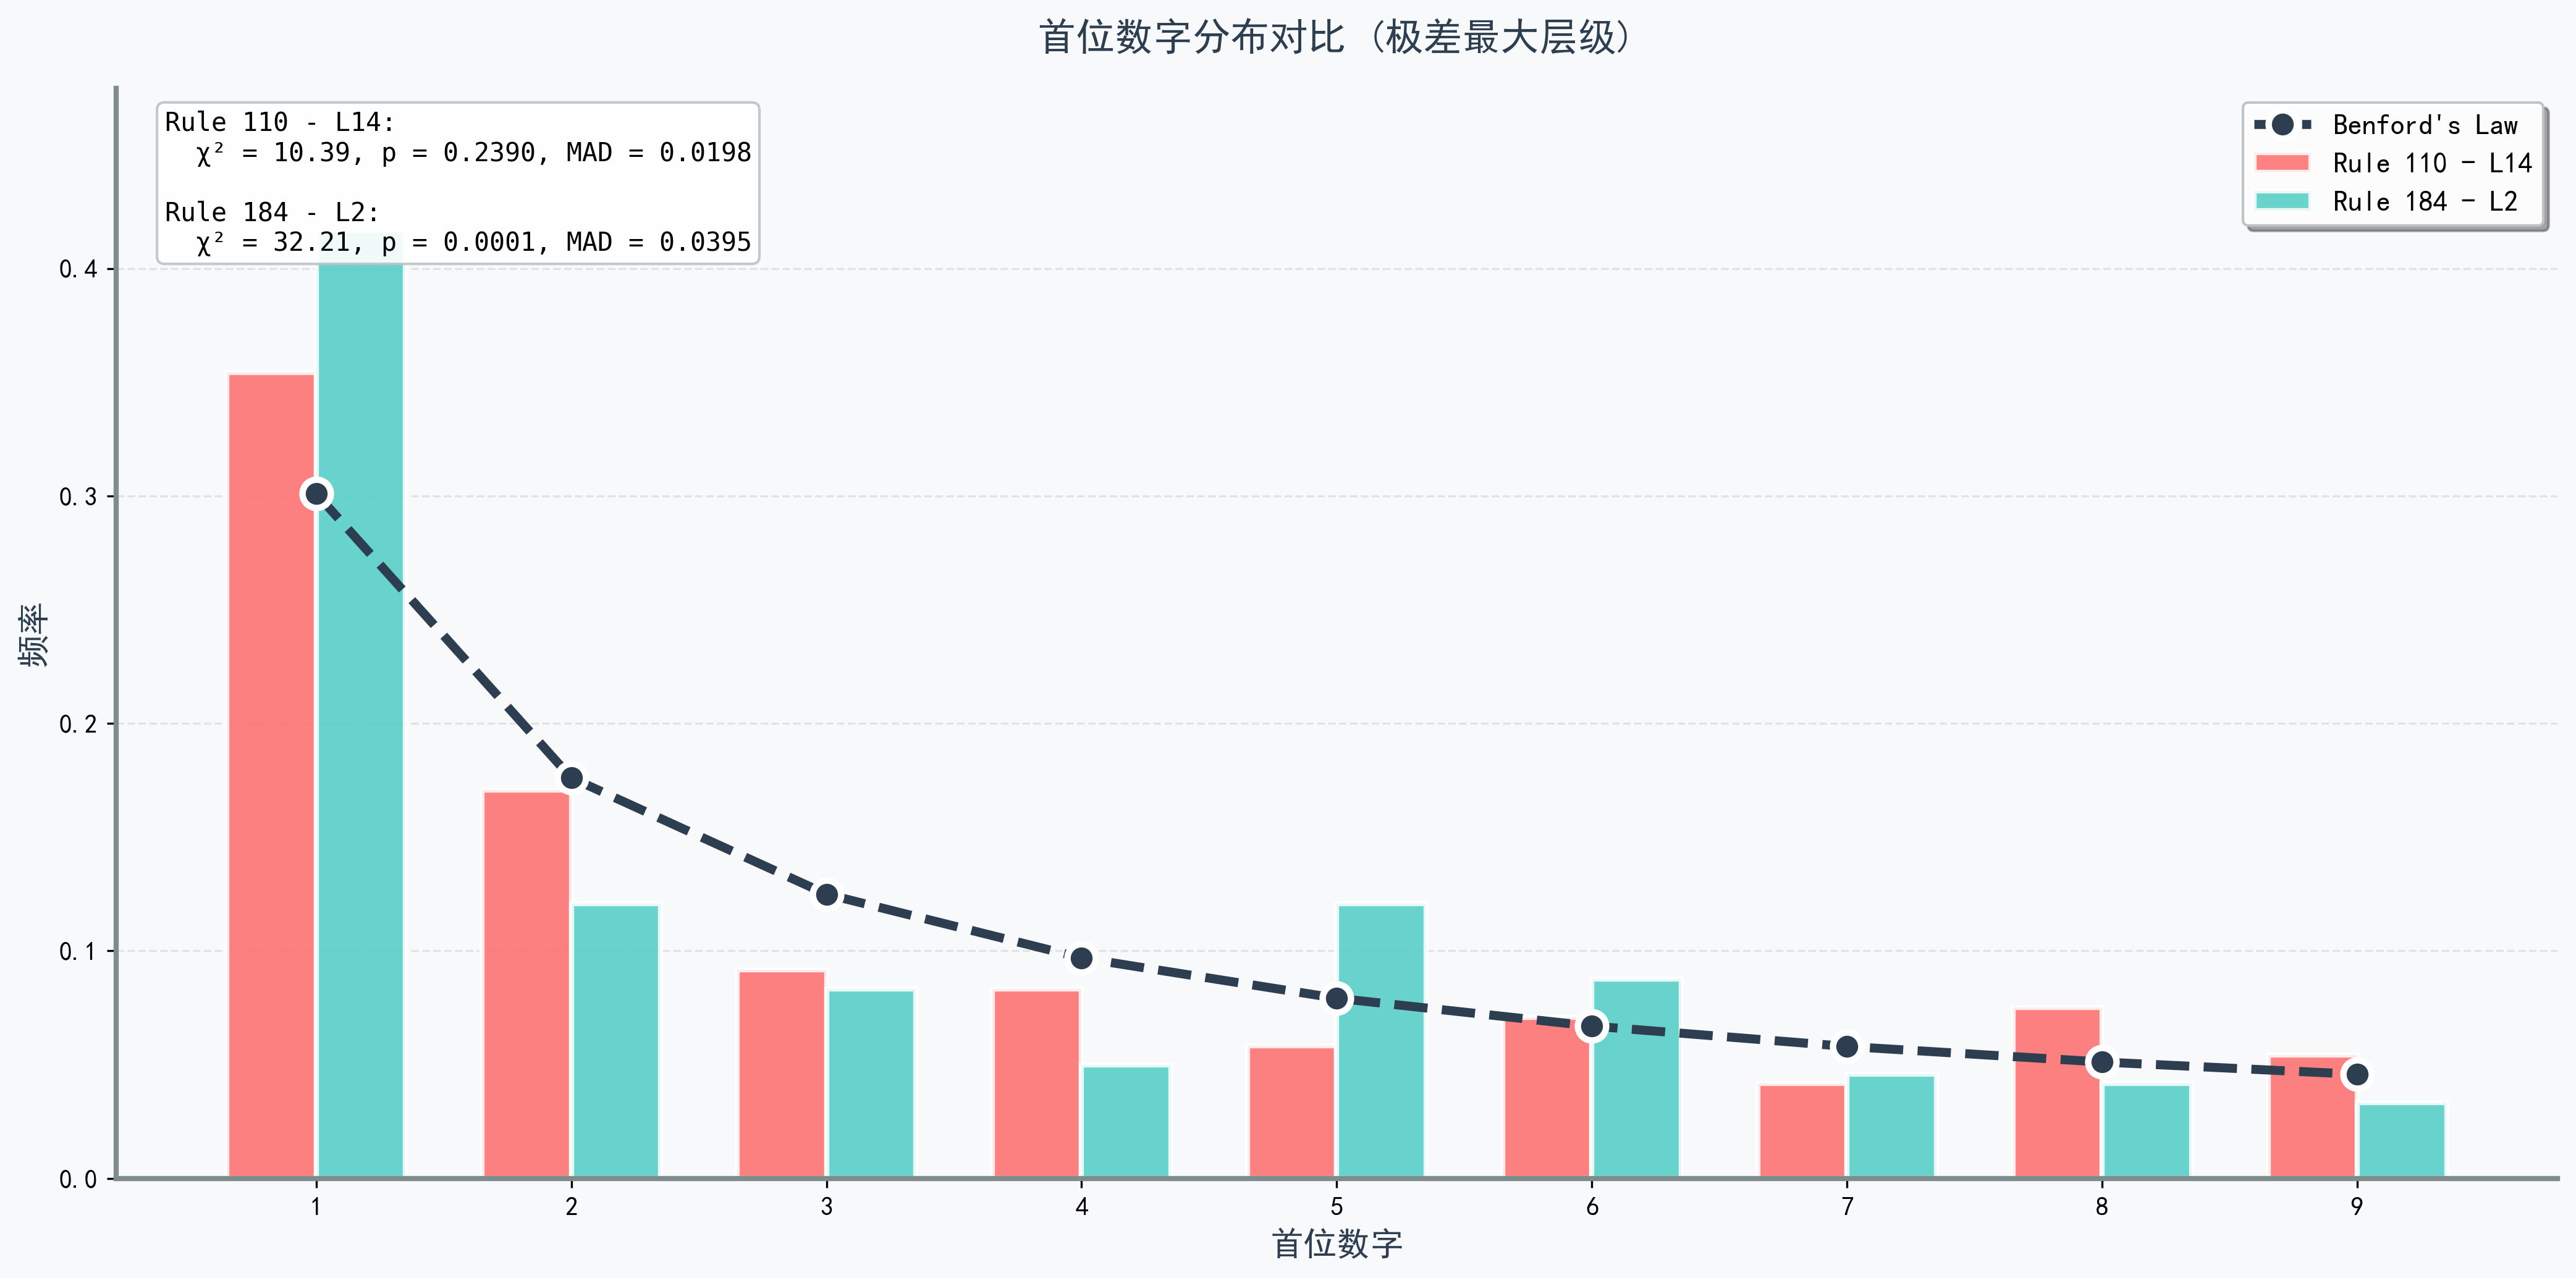 首位数字分布对比 (极差最大层级)
Rule 110 - L14:
χ² = 10.39, p = 0.2390, MAD = 0.0198
Rule 184 - L2:
χ² = 32.21, p = 0.0001, MAD = 0.0395
Benford's Law
Rule 110 - L14
Rule 184 - L2
频率
0.4
0.3
0.2
0.1
0.0
1 2 3 4 5 6 7 8 9
首位数字